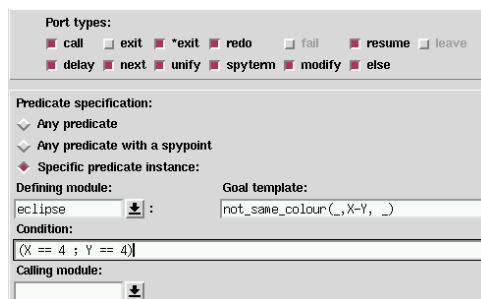 Port types:
call exit *exit redo fail resume leave
delay next unify spyterm modify else
Predicate specification:
Any predicate
Any predicate with a spypoint
Specific predicate instance:
Defining module: Goal template:
eclipse : not_same_colour(_,X-Y, _)
Condition:
(X == 4 ; Y == 4)
Calling module: